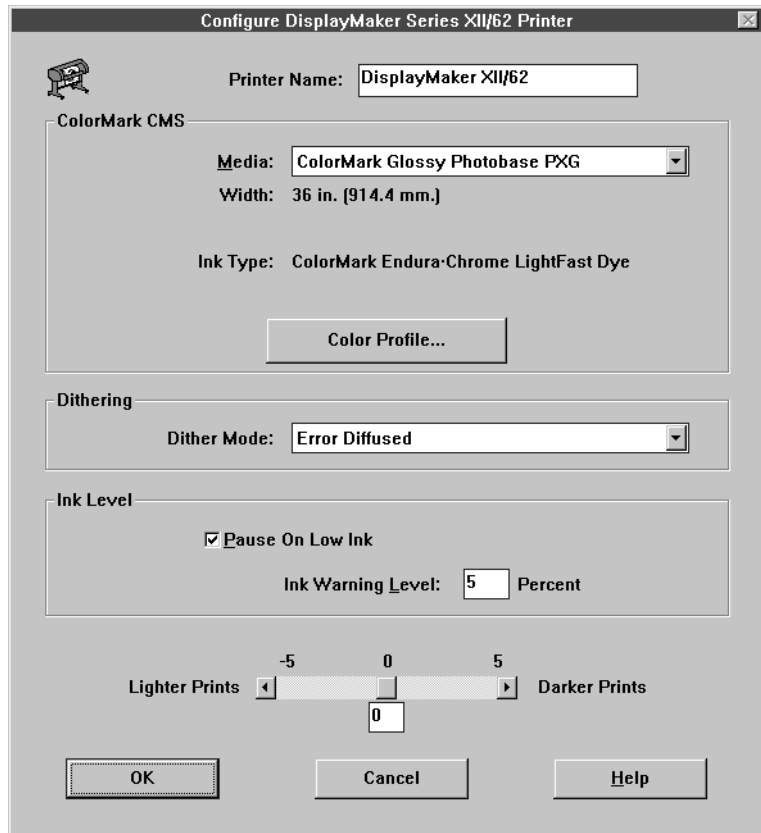 Configure DisplayMaker Series XII/62 Printer
Printer Name: DisplayMaker XII/62
ColorMark CMS
Media: ColorMark Glossy Photobase PXG
Width: 36 in. (914.4 mm.)
Ink Type: ColorMark Endura·Chrome LightFast Dye
Color Profile...
Dithering
Dither Mode: Error Diffused
Ink Level
Pause On Low Ink
Ink Warning Level: 5 Percent
-5 0 5
Lighter Prints Darker Prints
0
OK Cancel Help